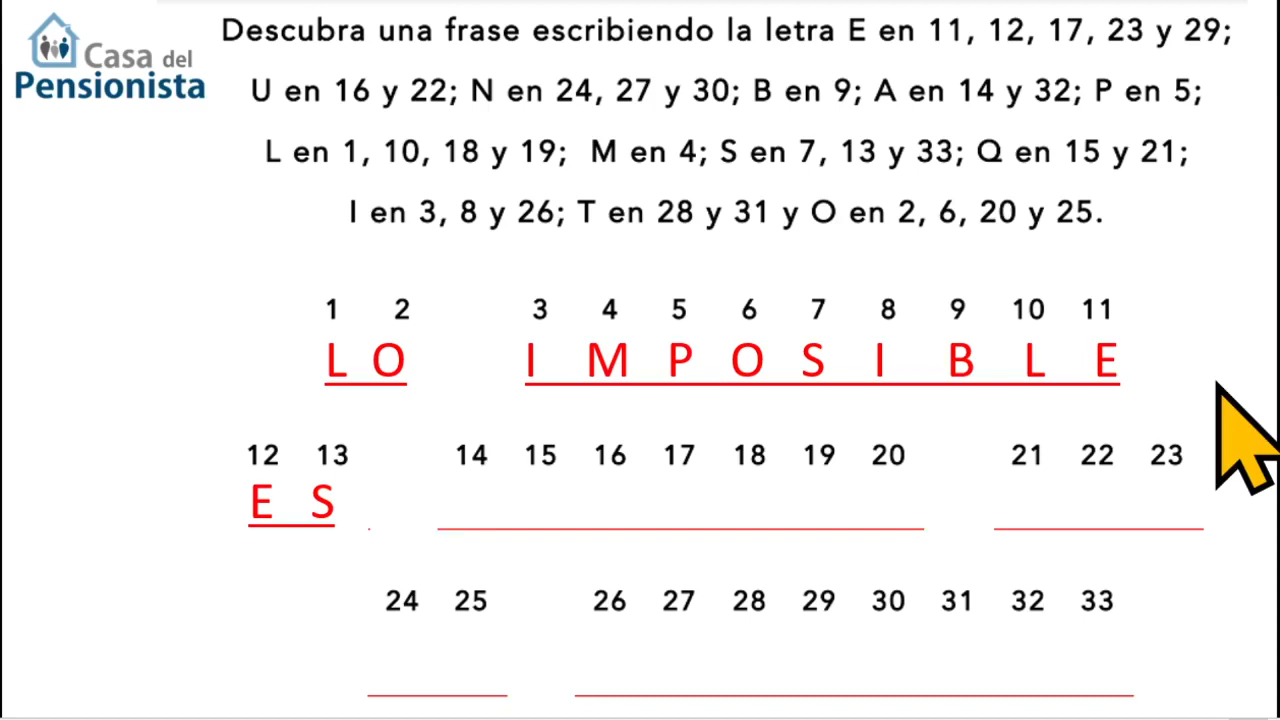 Casa del
Pensionista
Descubra una frase escribiendo la letra E en 11, 12, 17, 23 y 29;
U en 16 y 22; N en 24, 27 y 30; B en 9; A en 14 y 32; P en 5;
L en 1, 10, 18 y 19; M en 4; S en 7, 13 y 33; Q en 15 y 21;
I en 3, 8 y 26; T en 28 y 31 y O en 2, 6, 20 y 25.
1 2 3 4 5 6 7 8 9 10 11
L O I M P O S I B L E
12 13 14 15 16 17 18 19 20 21 22 23
E S
24 25 26 27 28 29 30 31 32 33